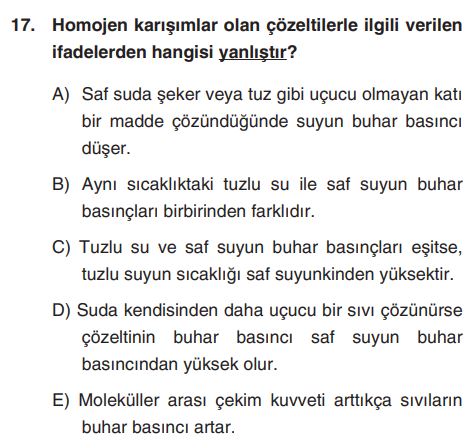 17. Homojen karışımlar olan çözeltilerle ilgili verilen
ifadelerden hangisi yanlıştır?
A) Saf suda şeker veya tuz gibi uçucu olmayan katı
bir madde çözündüğünde suyun buhar basıncı
düşer.
B) Aynı sıcaklıktaki tuzlu su ile saf suyun buhar
basınçları birbirinden farklıdır.
C) Tuzlu su ve saf suyun buhar basınçları eşitse,
tuzlu suyun sıcaklığı saf suyunkinden yüksektir.
D) Suda kendisinden daha uçucu bir sıvı çözünürse
çözeltinin buhar basıncı saf suyun buhar
basıncından yüksek olur.
E) Moleküller arası çekim kuvveti arttıkça sıvıların
buhar basıncı artar.